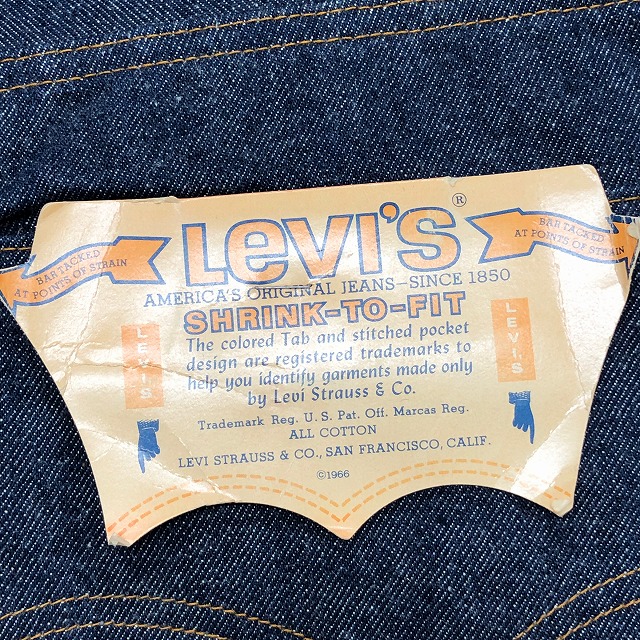 LEVI'S®
BAR TACKED
AT POINTS OF STRAIN
BAR TACKED
AT POINTS OF STRAIN
AMERICA'S ORIGINAL JEANS-SINCE 1850
SHRINK-TO-FIT
The colored Tab and stitched pocket
design are registered trademarks to
help you identify garments made only
by Levi Strauss & Co.
LEVI'S
LEVI'S
Trademark Reg. U.S. Pat. Off. Marcas Reg.
ALL COTTON
LEVI STRAUSS & CO., SAN FRANCISCO, CALIF.
©1966